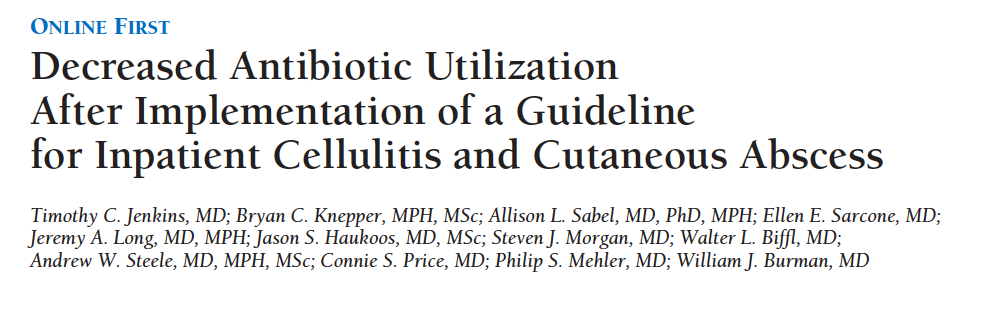 ONLINE FIRST
Decreased Antibiotic Utilization
After Implementation of a Guideline
for Inpatient Cellulitis and Cutaneous Abscess
Timothy C. Jenkins, MD; Bryan C. Knepper, MPH, MSc; Allison L. Sabel, MD, PhD, MPH; Ellen E. Sarcone, MD;
Jeremy A. Long, MD, MPH; Jason S. Haukoos, MD, MSc; Steven J. Morgan, MD; Walter L. Biffl, MD;
Andrew W. Steele, MD, MPH, MSc; Connie S. Price, MD; Philip S. Mehler, MD; William J. Burman, MD